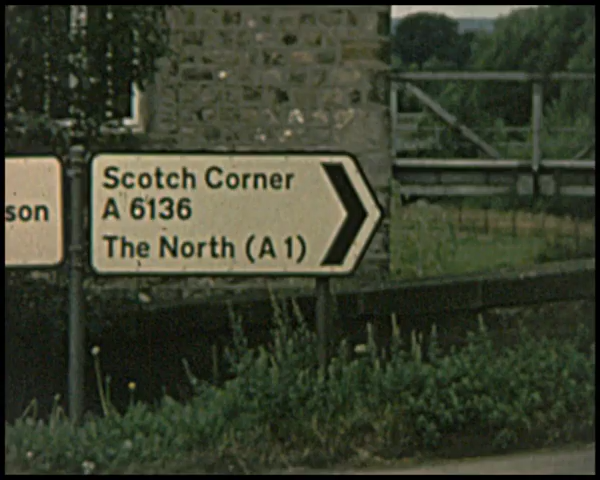 son
Scotch Corner
A 6136
The North (A 1)